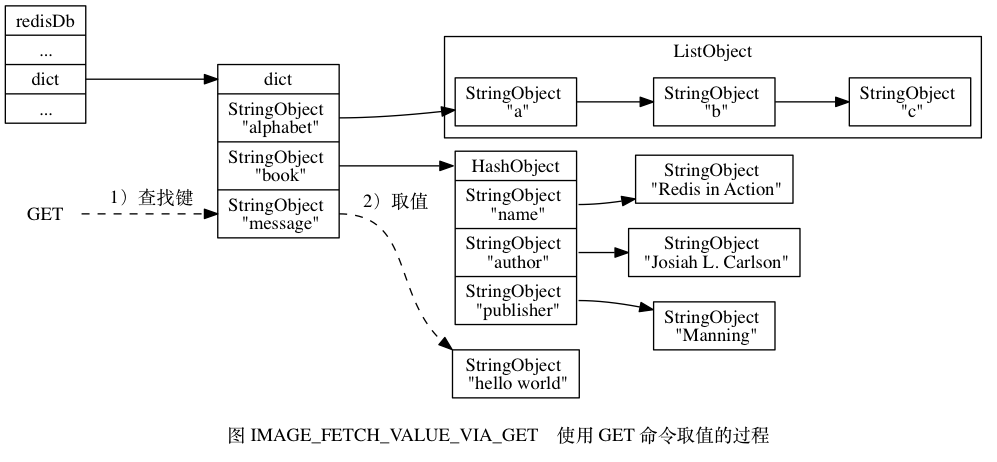 redisDb
...
dict
...
dict
StringObject
"alphabet"
StringObject
"book"
StringObject
"message"
GET
1）查找键
2）取值
ListObject
StringObject
"a"
StringObject
"b"
StringObject
"c"
HashObject
StringObject
"name"
StringObject
"author"
StringObject
"publisher"
StringObject
"Redis in Action"
StringObject
"Josiah L. Carlson"
StringObject
"Manning"
StringObject
"hello world"
图 IMAGE_FETCH_VALUE_VIA_GET 使用 GET 命令取值的过程